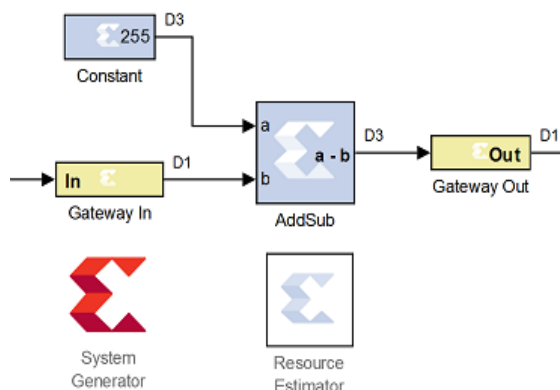 D3
255
Constant
a
a - b
D3
b
AddSub
D1
In
Gateway In
Out
D1
Gateway Out
System
Generator
Resource
Estimator